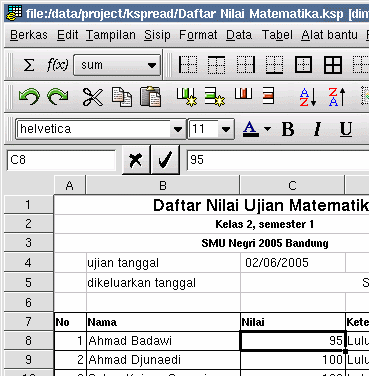 file:/data/project/kspread/Daftar Nilai Matematika.ksp [dim
Berkas Edit Tampilan Sisip Format Data Tabel Alat bantu
Σ f(x) sum
A Z Z A
helvetica 11 A B I U
C8 95
A B C
1 Daftar Nilai Ujian Matematik
2 Kelas 2, semester 1
3 SMU Negri 2005 Bandung
4 ujian tanggal 02/06/2005
5 dikeluarkan tanggal S
6
7 No Nama Nilai Kete
8 1 Ahmad Badawi 95 Lulu
9 2 Ahmad Djunaedi 100 Lulu